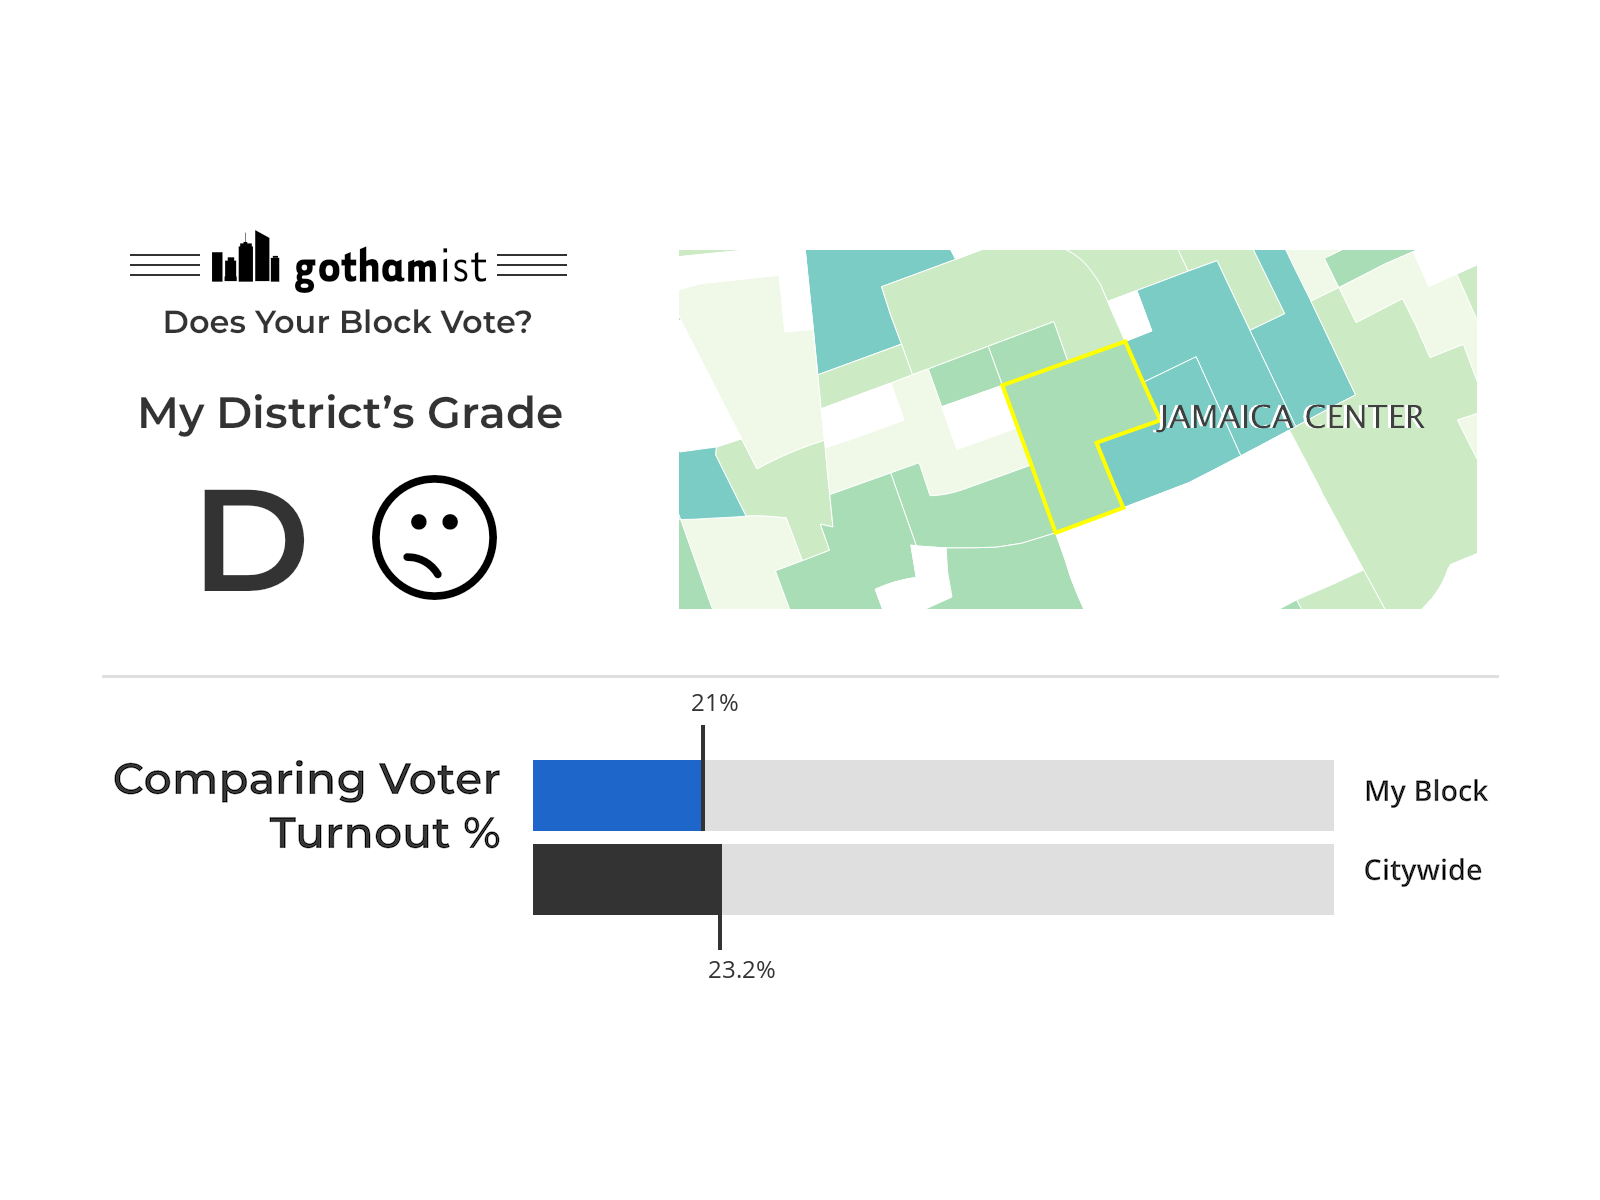 gothamist
Does Your Block Vote?
My District's Grade
D
JAMAICA CENTER
21%
Comparing Voter
Turnout %
My Block
Citywide
23.2%